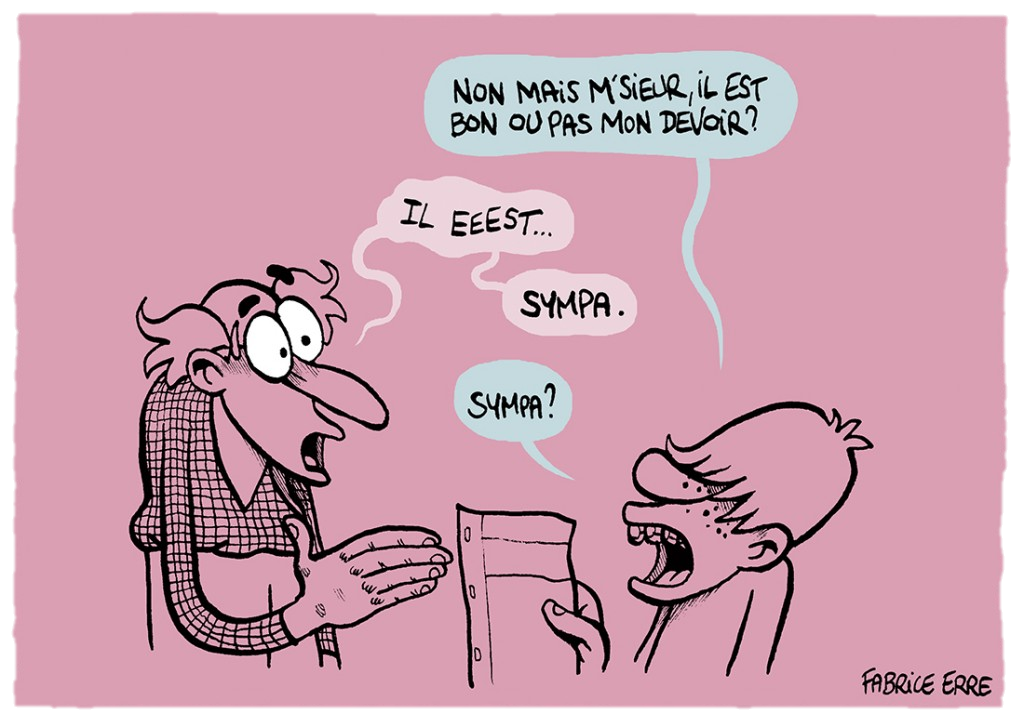 NON MAIS M'SIEUR, IL EST
BON OU PAS MON DEVOIR?
IL EEEST...
SYMPA.
SYMPA?
FABRICE ERRE